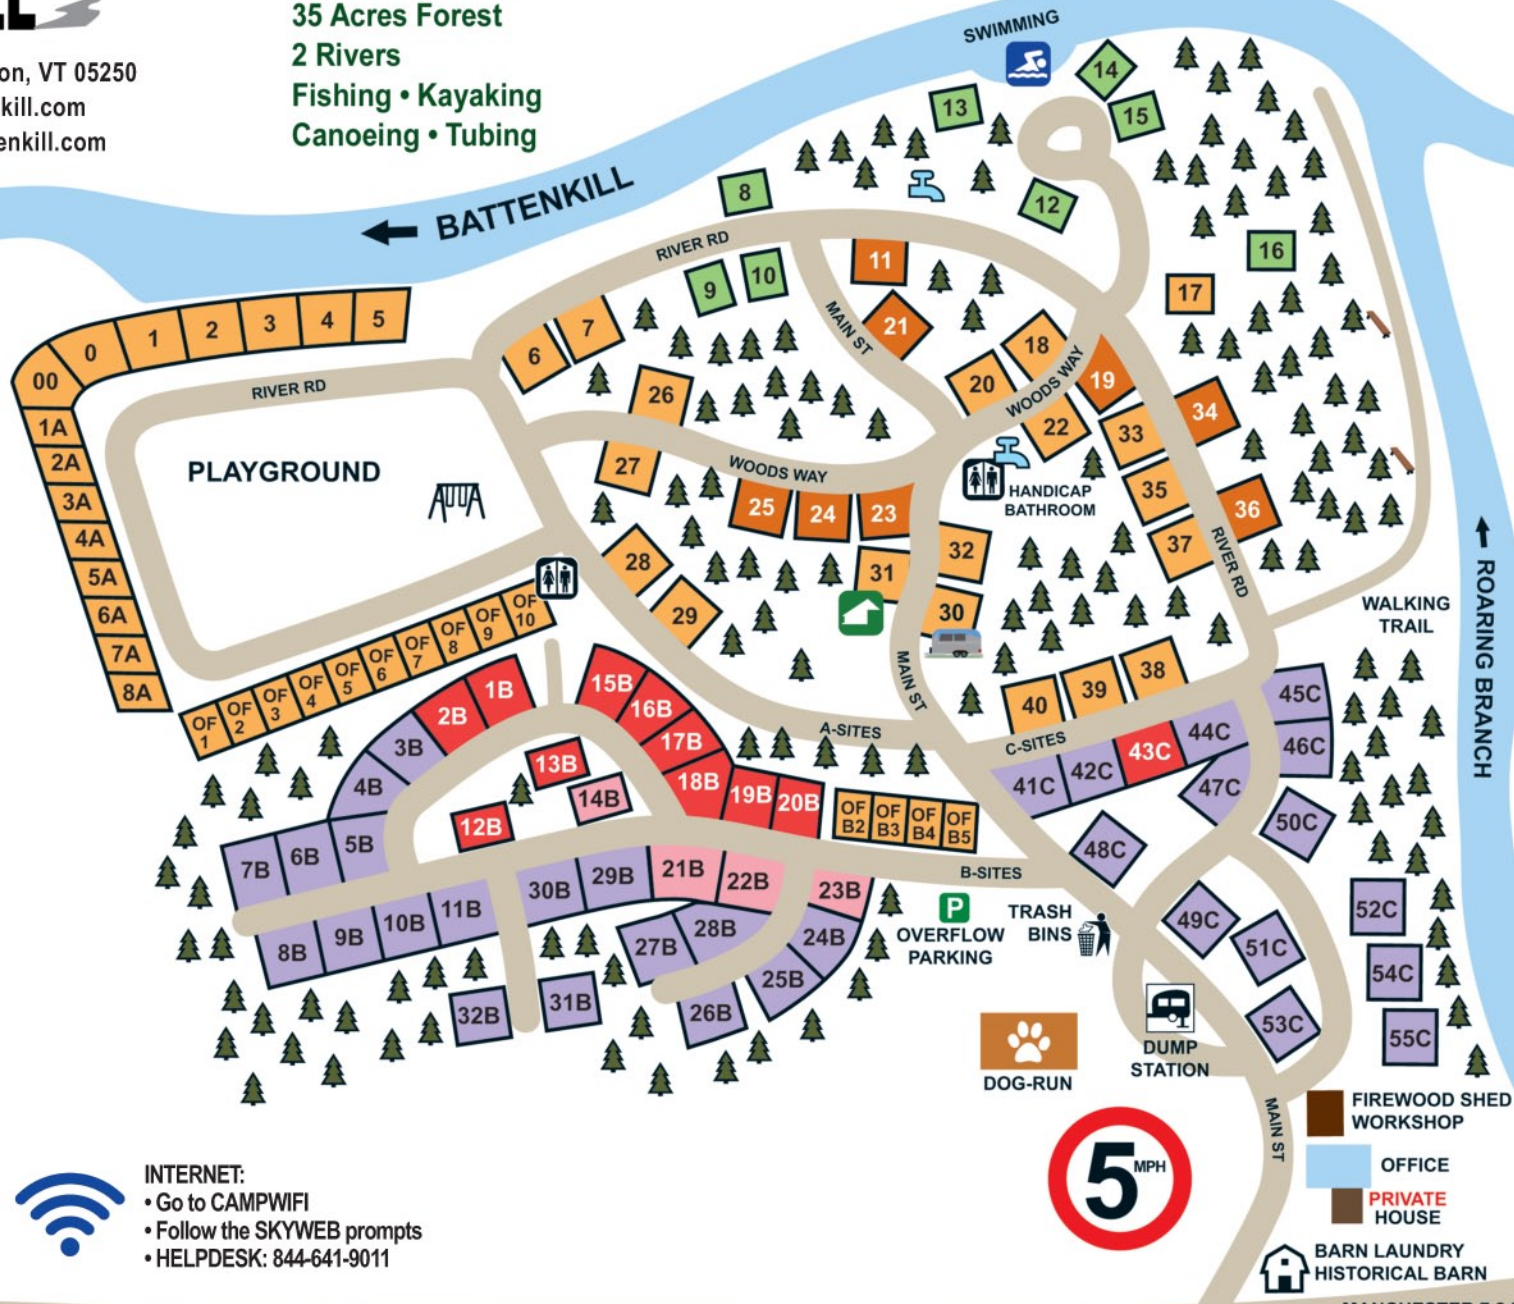 on, VT 05250
kill.com
enkill.com
35 Acres Forest
2 Rivers
Fishing • Kayaking
Canoeing • Tubing
SWIMMING
BATTENKILL
14
13
15
8
12
RIVER RD
16
11
10
9
17
5
4
3
2
1
0
00
7
6
21
MAIN ST
18
20
WOODS WAY
19
RIVER RD
26
34
22
33
1A
2A
3A
4A
5A
6A
7A
8A
PLAYGROUND
27
WOODS WAY
25
24
23
HANDICAP
BATHROOM
35
36
37
RIVER RD
32
31
30
28
29
WALKING
TRAIL
ROARING BRANCH
OF 1
OF 2
OF 3
OF 4
OF 5
OF 6
OF 7
OF 8
OF 9
OF 10
MAIN ST
38
39
40
A-SITES
C-SITES
45C
46C
44C
43C
42C
41C
47C
50C
48C
1B
2B
3B
4B
5B
6B
7B
15B
16B
17B
18B
19B
20B
13B
14B
12B
OF B2
OF B3
OF B4
OF B5
B-SITES
8B
9B
10B
11B
30B
29B
21B
22B
23B
24B
25B
26B
27B
28B
31B
32B
P
OVERFLOW
PARKING
TRASH
BINS
49C
51C
52C
53C
54C
55C
DUMP
STATION
DOG-RUN
5 MPH
MAIN ST
FIREWOOD SHED
WORKSHOP
OFFICE
PRIVATE
HOUSE
BARN LAUNDRY
HISTORICAL BARN
INTERNET:
• Go to CAMPWIFI
• Follow the SKYWEB prompts
• HELPDESK: 844-641-9011